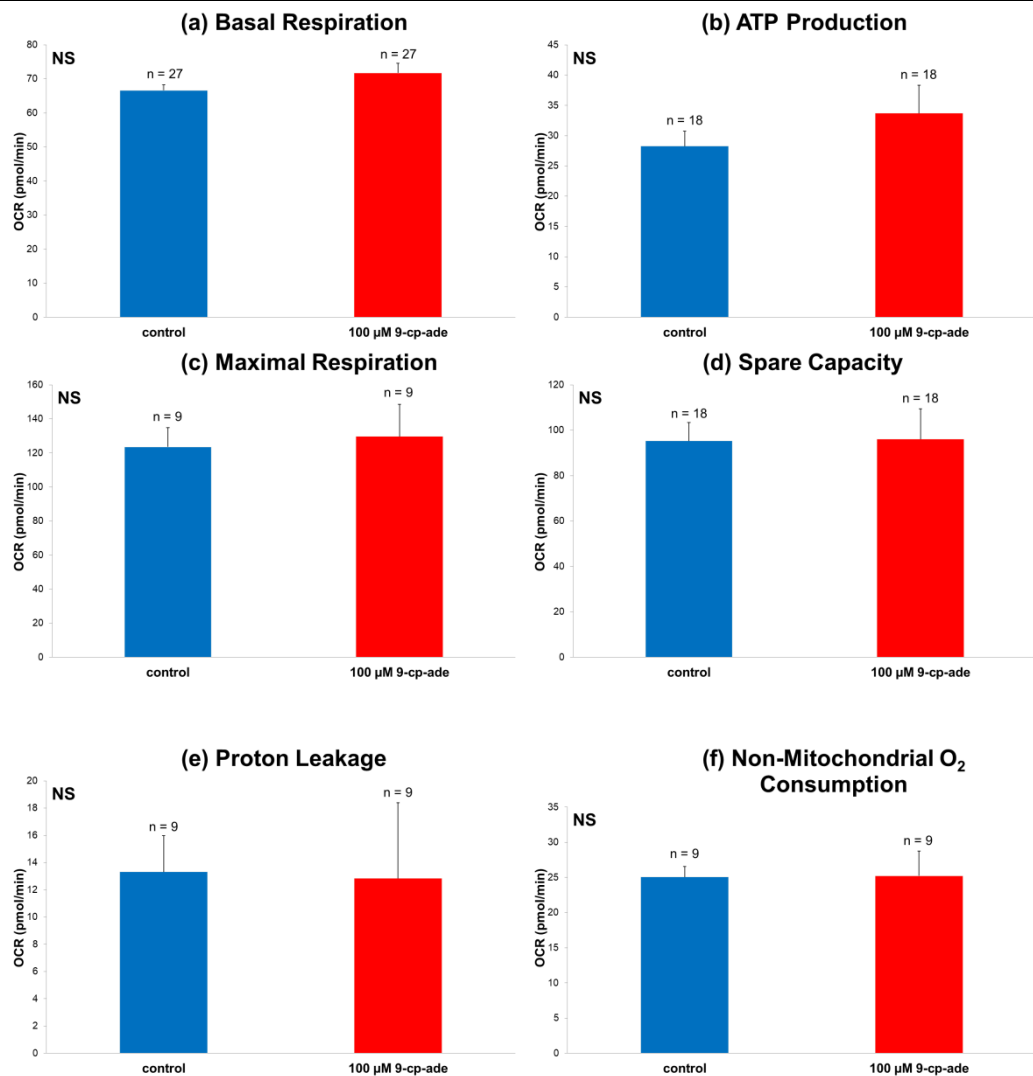 (a) Basal Respiration
NS
n = 27
n = 27
80
70
60
50
40
30
20
10
0
OCR (pmol/min)
control
100 µM 9-cp-ade
(b) ATP Production
NS
n = 18
n = 18
45
40
35
30
25
20
15
10
5
0
OCR (pmol/min)
control
100 µM 9-cp-ade
(c) Maximal Respiration
NS
n = 9
n = 9
160
140
120
100
80
60
40
20
0
OCR (pmol/min)
control
100 µM 9-cp-ade
(d) Spare Capacity
NS
n = 18
n = 18
120
100
80
60
40
20
0
OCR (pmol/min)
control
100 µM 9-cp-ade
(e) Proton Leakage
NS
n = 9
n = 9
20
18
16
14
12
10
8
6
4
2
0
OCR (pmol/min)
control
100 µM 9-cp-ade
(f) Non-Mitochondrial O₂
Consumption
NS
n = 9
n = 9
35
30
25
20
15
10
5
0
OCR (pmol/min)
control
100 µM 9-cp-ade